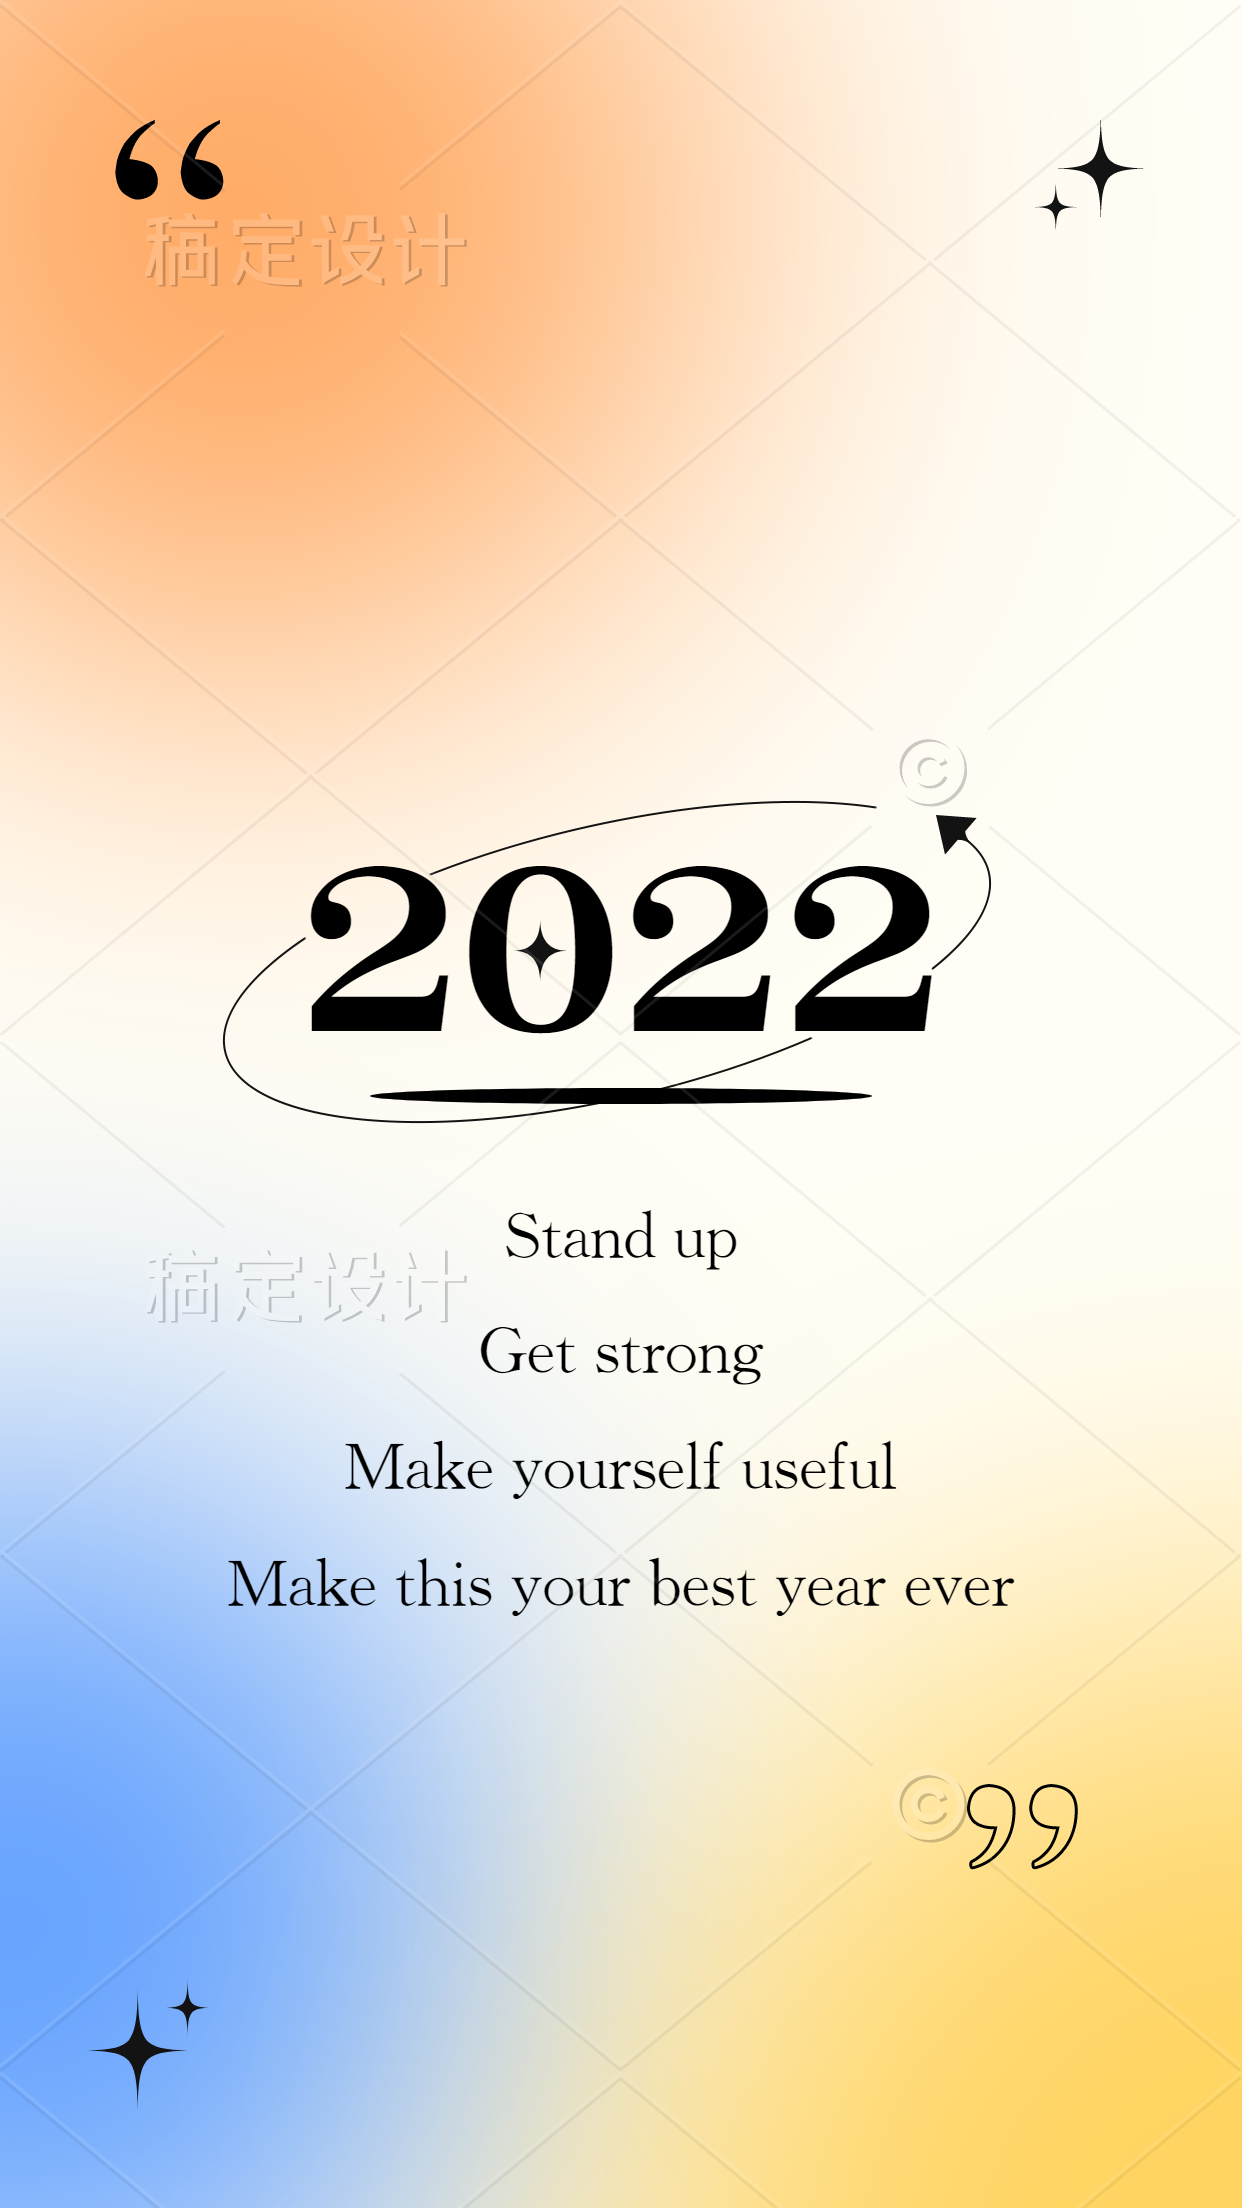 “
稿定设计
©
2022
Stand up
稿定设计
Get strong
Make yourself useful
Make this your best year ever
©
”